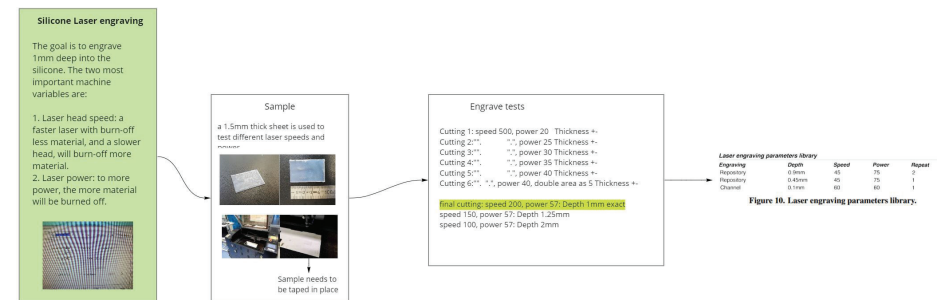 Silicone Laser engraving
The goal is to engrave
1mm deep into the
silicone. The two most
important machine
variables are:
1. Laser head speed: a
faster laser with burn-off
less material, and a slower
head, will burn-off more
material.
2. Laser power: to more
power, the more material
will be burned off.
Sample
a 1.5mm thick sheet is used to
test different laser speeds and
power
Sample needs to
be taped in place
Engrave tests
Cutting 1: speed 500, power 20 Thickness +-
Cutting 2:"". ".", power 25 Thickness +-
Cutting 3:"". ".", power 30 Thickness +-
Cutting 4:"". ".", power 35 Thickness +-
Cutting 5:"". ".", power 40 Thickness +-
Cutting 6:"". ".", power 40, double area as 5 Thickness +-
final cutting: speed 200, power 57: Depth 1mm exact
speed 150, power 57: Depth 1.25mm
speed 100, power 57: Depth 2mm
Laser engraving parameters library
Engraving Depth Speed Power Repeat
Repository 0.9mm 45 75 2
Repository 0.45mm 45 75 1
Channel 0.1mm 60 60 1
Figure 10. Laser engraving parameters library.